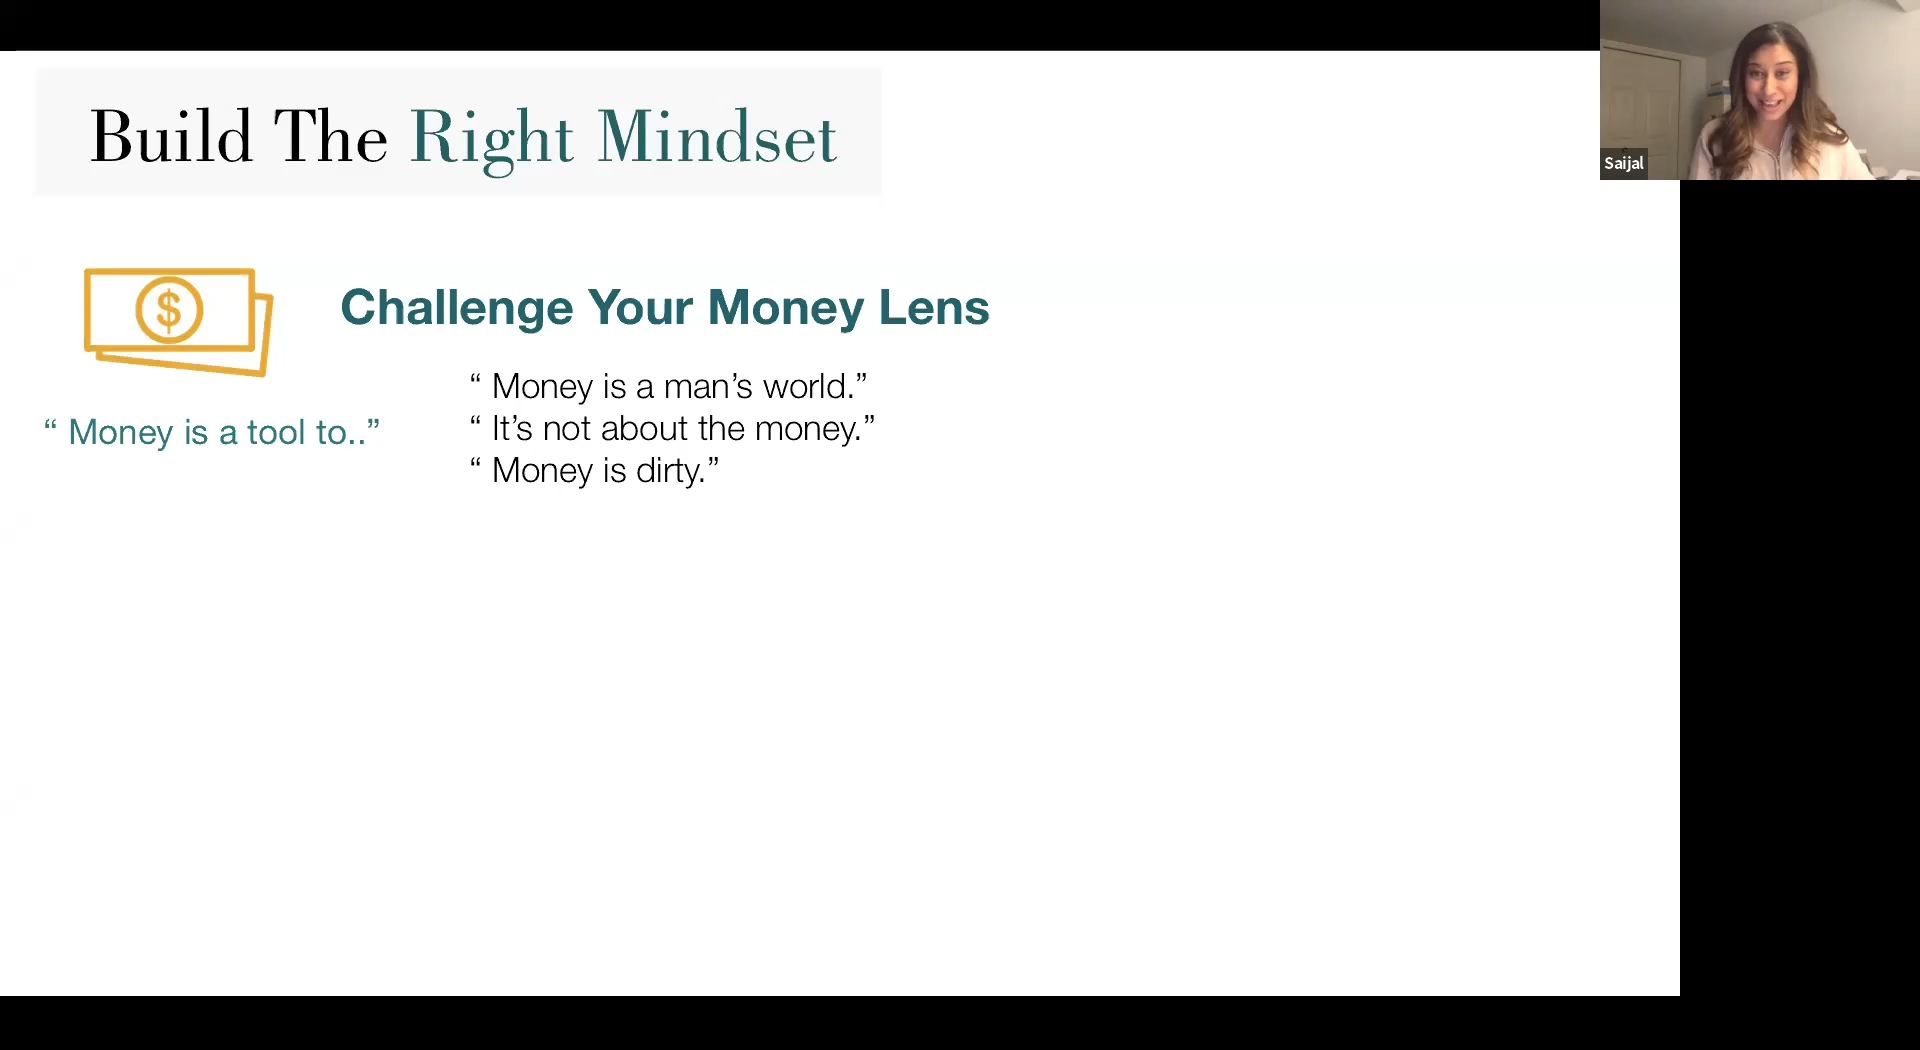 Build The Right Mindset
Saijal
$
Challenge Your Money Lens
“ Money is a tool to..”
“ Money is a man’s world.”
“ It’s not about the money.”
“ Money is dirty.”